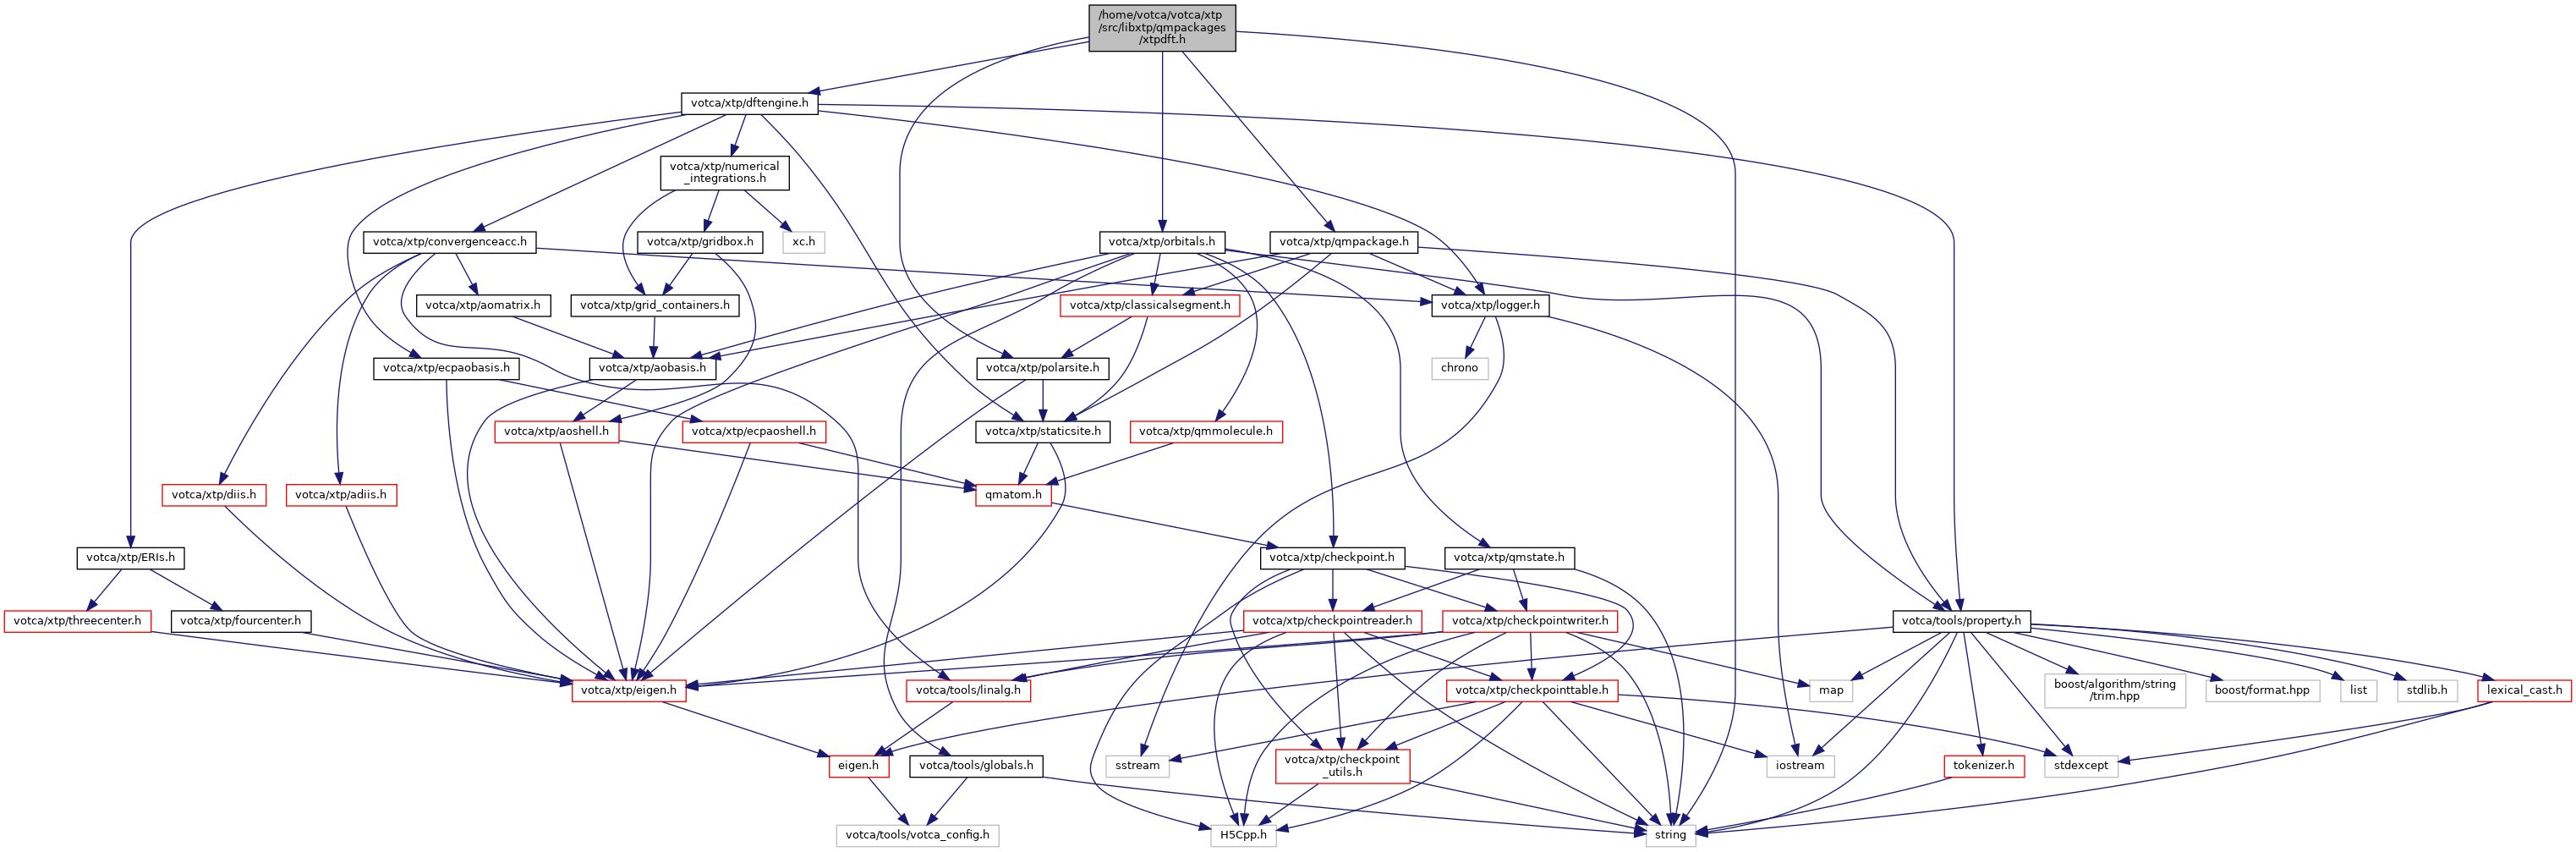 /home/votca/votca/xtp
/src/libxtp/qmpackages
/xtpdft.h
votca/xtp/dftengine.h
votca/xtp/numerical
_integrations.h
votca/xtp/convergenceacc.h
votca/xtp/gridbox.h
xc.h
votca/xtp/orbitals.h
votca/xtp/qmpackage.h
votca/xtp/aomatrix.h
votca/xtp/grid_containers.h
votca/xtp/classicalsegment.h
votca/xtp/logger.h
votca/xtp/ecpaobasis.h
votca/xtp/aobasis.h
votca/xtp/polarsite.h
chrono
votca/xtp/aoshell.h
votca/xtp/ecpaoshell.h
votca/xtp/staticsite.h
votca/xtp/qmmolecule.h
votca/xtp/diis.h
votca/xtp/adiis.h
qmatom.h
votca/xtp/ERIs.h
votca/xtp/checkpoint.h
votca/xtp/qmstate.h
votca/xtp/threecenter.h
votca/xtp/fourcenter.h
votca/xtp/checkpointreader.h
votca/xtp/checkpointwriter.h
votca/tools/property.h
votca/xtp/eigen.h
votca/tools/linalg.h
votca/xtp/checkpointtable.h
map
boost/algorithm/string
/trim.hpp
boost/format.hpp
list
stdlib.h
lexical_cast.h
eigen.h
votca/tools/globals.h
sstream
votca/xtp/checkpoint
_utils.h
iostream
tokenizer.h
stdexcept
votca/tools/votca_config.h
H5Cpp.h
string